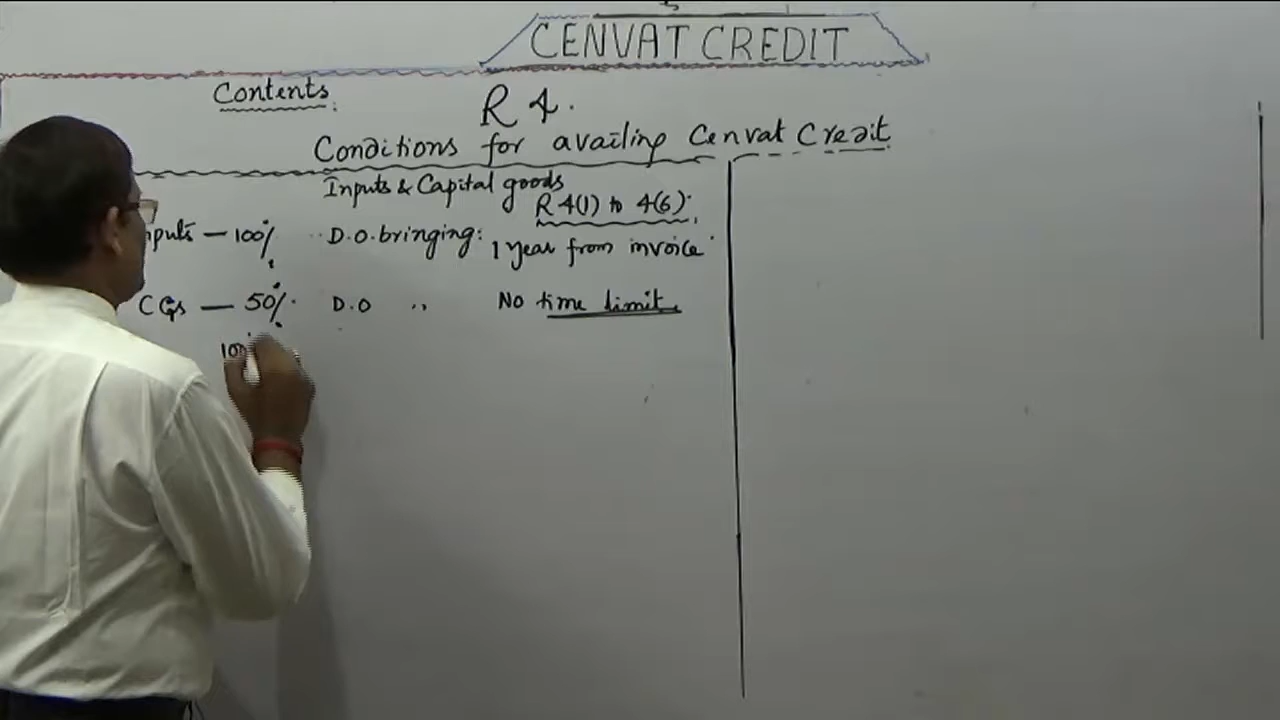 CENVAT CREDIT
Contents
R 4.
Conditions for availing Cenvat Credit
Inputs & Capital goods
R 4(1) to 4(6).
nputs — 100% D.O.bringing: 1 year from invoice
CGs — 50% D.O " No time limit
100